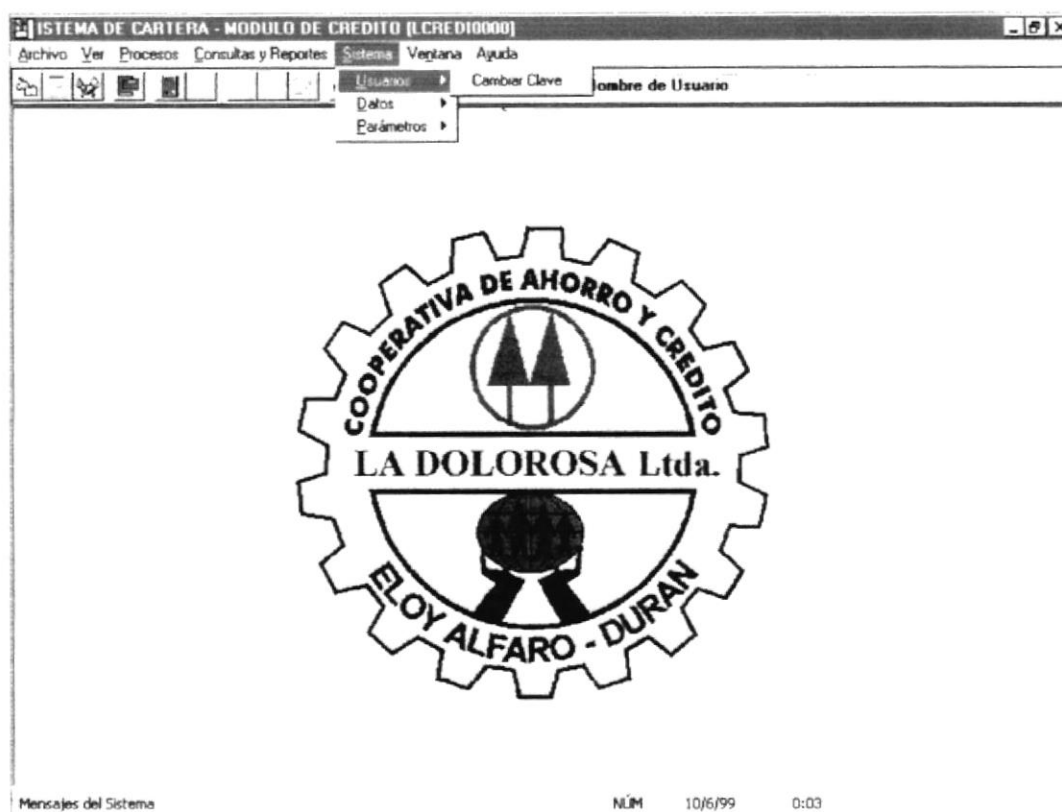 ISTEMA DE CARTERA - MODULO DE CREDITO [LCREDI0000]
Archivo Ver Procesos Consultas y Reportes Sistema Ventana Ayuda
Usuarios Cambiar Clave
ombre de Usuario
Datos
Parámetros
COOPERATIVA DE AHORRO Y CREDITO
LA DOLOROSA Ltda.
ELOY ALFARO - DURAN
Mensajes del Sistema NÚM 10/6/99 0:03